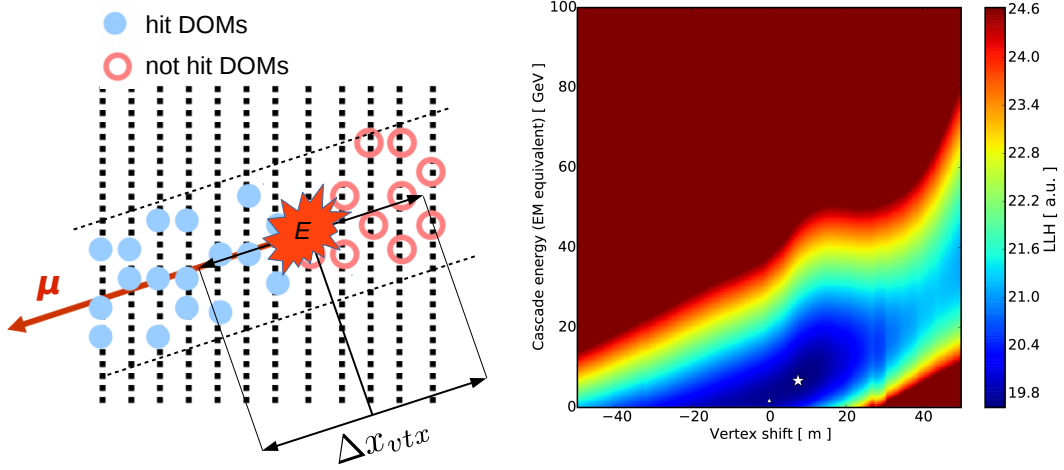 hit DOMs
not hit DOMs
E
μ
Δx_{vtx}
Cascade energy (EM equivalent) [ GeV ]
100
80
60
40
20
0
−40
−20
0
20
40
Vertex shift [ m ]
24.6
24.0
23.4
22.8
22.2
21.6
21.0
20.4
19.8
LLH [ a.u. ]